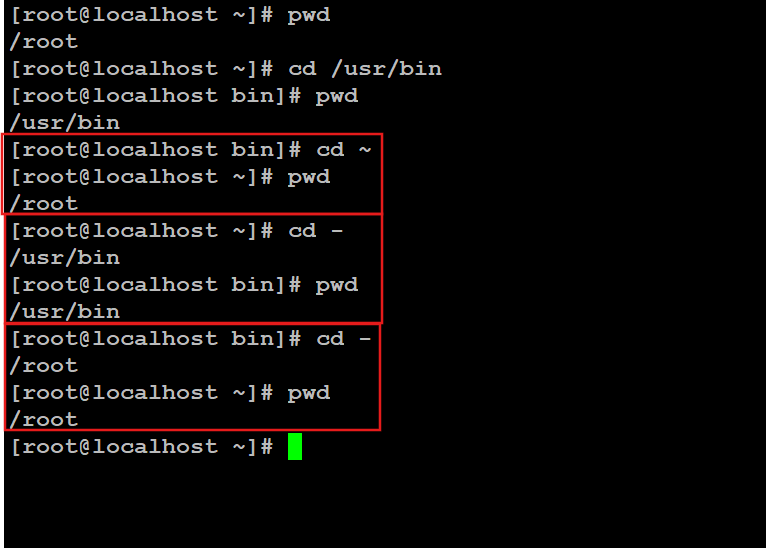 [root@localhost ~]# pwd
/root
[root@localhost ~]# cd /usr/bin
[root@localhost bin]# pwd
/usr/bin
[root@localhost bin]# cd ~
[root@localhost ~]# pwd
/root
[root@localhost ~]# cd -
/usr/bin
[root@localhost bin]# pwd
/usr/bin
[root@localhost bin]# cd -
/root
[root@localhost ~]# pwd
/root
[root@localhost ~]#